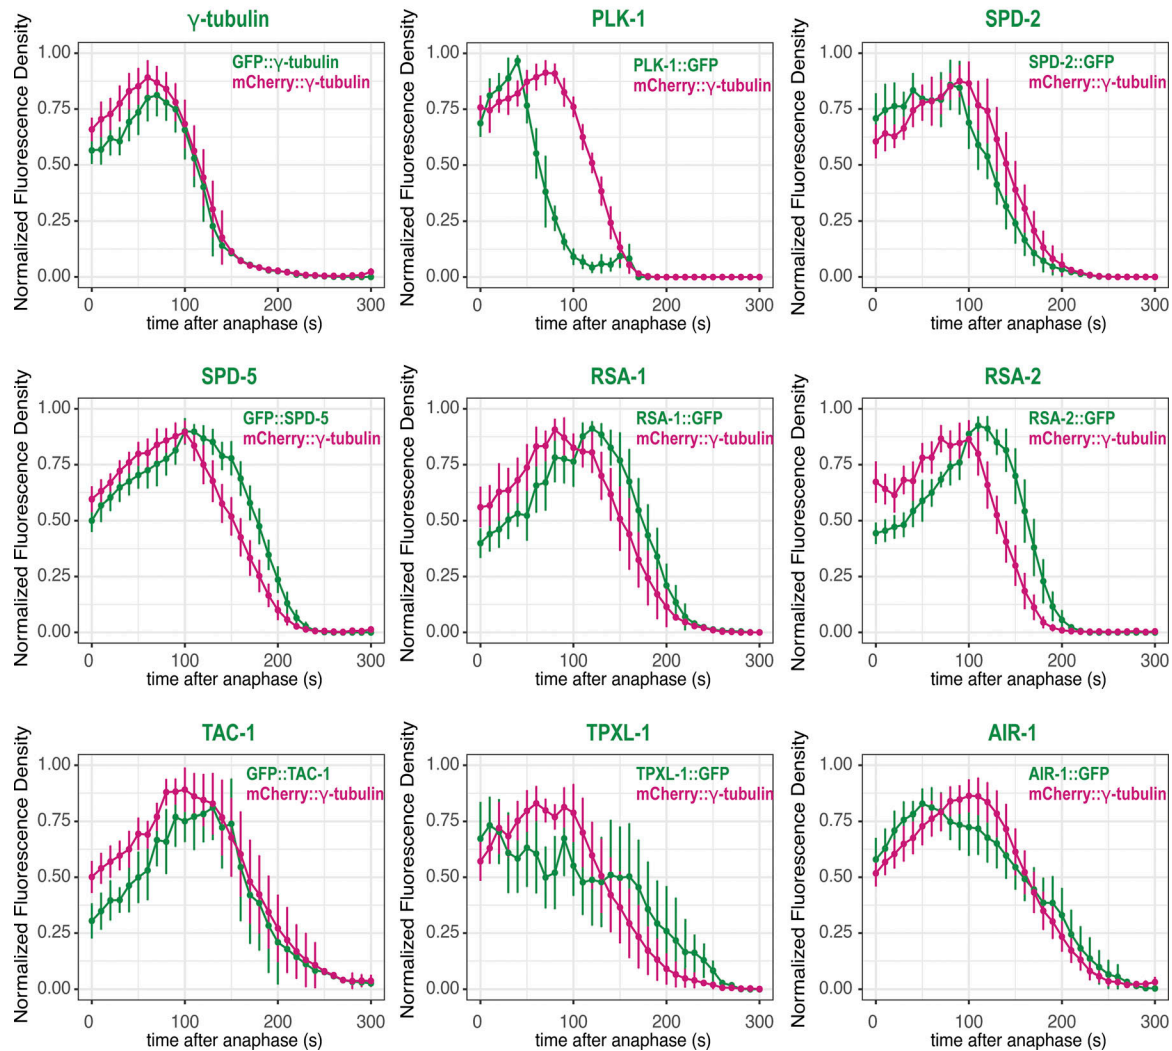 γ-tubulin
Normalized Fluorescence Density
1.00
0.75
0.50
0.25
0.00
GFP::γ-tubulin
mCherry::γ-tubulin
0 100 200 300
time after anaphase (s)
PLK-1
Normalized Fluorescence Density
1.00
0.75
0.50
0.25
0.00
PLK-1::GFP
mCherry::γ-tubulin
0 100 200 300
time after anaphase (s)
SPD-2
Normalized Fluorescence Density
1.00
0.75
0.50
0.25
0.00
SPD-2::GFP
mCherry::γ-tubulin
0 100 200 300
time after anaphase (s)
SPD-5
Normalized Fluorescence Density
1.00
0.75
0.50
0.25
0.00
GFP::SPD-5
mCherry::γ-tubulin
0 100 200 300
time after anaphase (s)
RSA-1
Normalized Fluorescence Density
1.00
0.75
0.50
0.25
0.00
RSA-1::GFP
mCherry::γ-tubulin
0 100 200 300
time after anaphase (s)
RSA-2
Normalized Fluorescence Density
1.00
0.75
0.50
0.25
0.00
RSA-2::GFP
mCherry::γ-tubulin
0 100 200 300
time after anaphase (s)
TAC-1
Normalized Fluorescence Density
1.00
0.75
0.50
0.25
0.00
GFP::TAC-1
mCherry::γ-tubulin
0 100 200 300
time after anaphase (s)
TPXL-1
Normalized Fluorescence Density
1.00
0.75
0.50
0.25
0.00
TPXL-1::GFP
mCherry::γ-tubulin
0 100 200 300
time after anaphase (s)
AIR-1
Normalized Fluorescence Density
1.00
0.75
0.50
0.25
0.00
AIR-1::GFP
mCherry::γ-tubulin
0 100 200 300
time after anaphase (s)